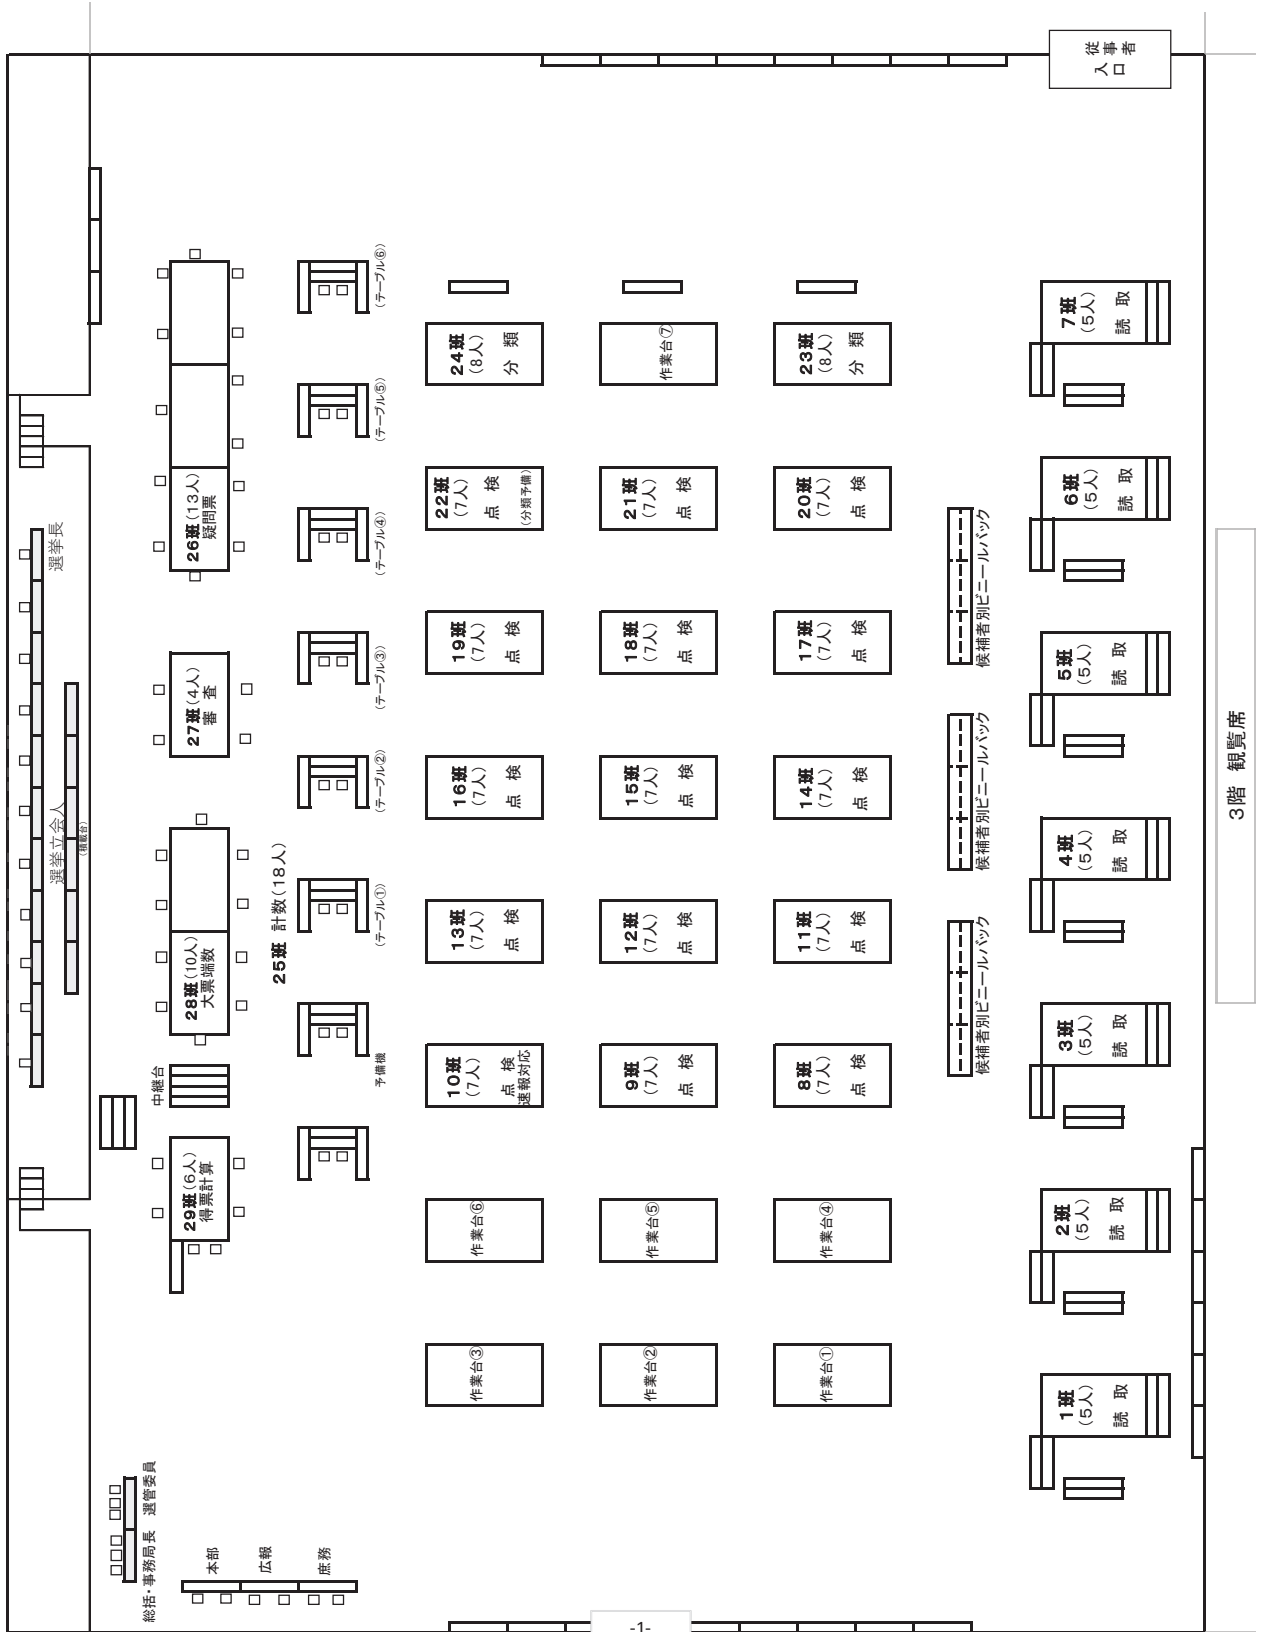 従事者
入口
選挙長
選挙立会人
(積載台)
26班(13人)
疑問票
27班(4人)
審 査
28班(10人)
大票端数
中継台
29班(6人)
得票計算
25班 計数(18人)
(テーブル⑥)
(テーブル⑤)
(テーブル④)
(テーブル③)
(テーブル②)
(テーブル①)
予備機
24班
(8人)
分 類
作業台⑦
23班
(8人)
分 類
22班
(7人)
点 検
(分類予備)
21班
(7人)
点 検
20班
(7人)
点 検
19班
(7人)
点 検
18班
(7人)
点 検
17班
(7人)
点 検
16班
(7人)
点 検
15班
(7人)
点 検
14班
(7人)
点 検
13班
(7人)
点 検
12班
(7人)
点 検
11班
(7人)
点 検
10班
(7人)
点 検
速報対応
9班
(7人)
点 検
8班
(7人)
点 検
作業台⑥
作業台⑤
作業台④
作業台③
作業台②
作業台①
候補者別ビニールバック
候補者別ビニールバック
候補者別ビニールバック
7班
(5人)
読 取
6班
(5人)
読 取
5班
(5人)
読 取
4班
(5人)
読 取
3班
(5人)
読 取
2班
(5人)
読 取
1班
(5人)
読 取
3階 観覧席
総括・事務局長 選管委員
本部
広報
庶務
-1-